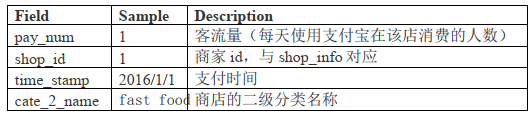 Field Sample Description
pay_num 1 客流量（每天使用支付宝在该店消费的人数）
shop_id 1 商家 id，与 shop_info 对应
time_stamp 2016/1/1 支付时间
cate_2_name fast food 商店的二级分类名称